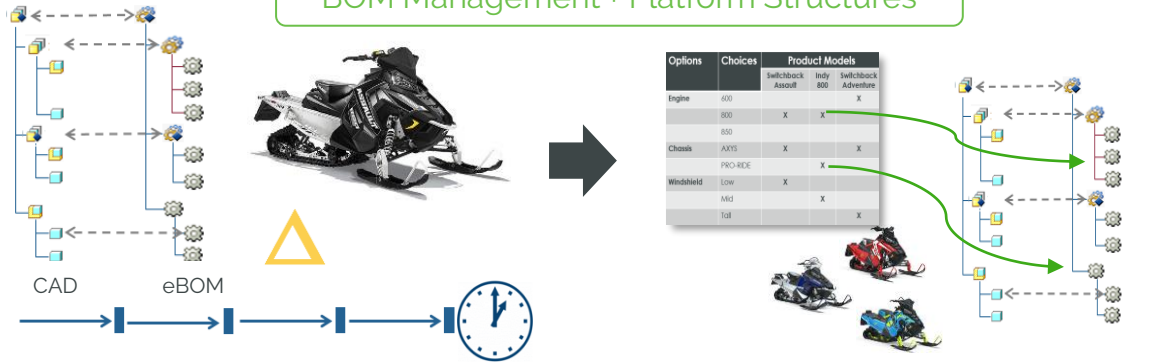 BOM Management + Platform Structures
Options Choices Product Models
Switchback Assault Indy 800 Switchback Adventure
Engine 600 X
800 X X
850
Chassis AXYS X X
PRO-RIDE X
Windshield Low X
Mid X
Tall X
CAD eBOM